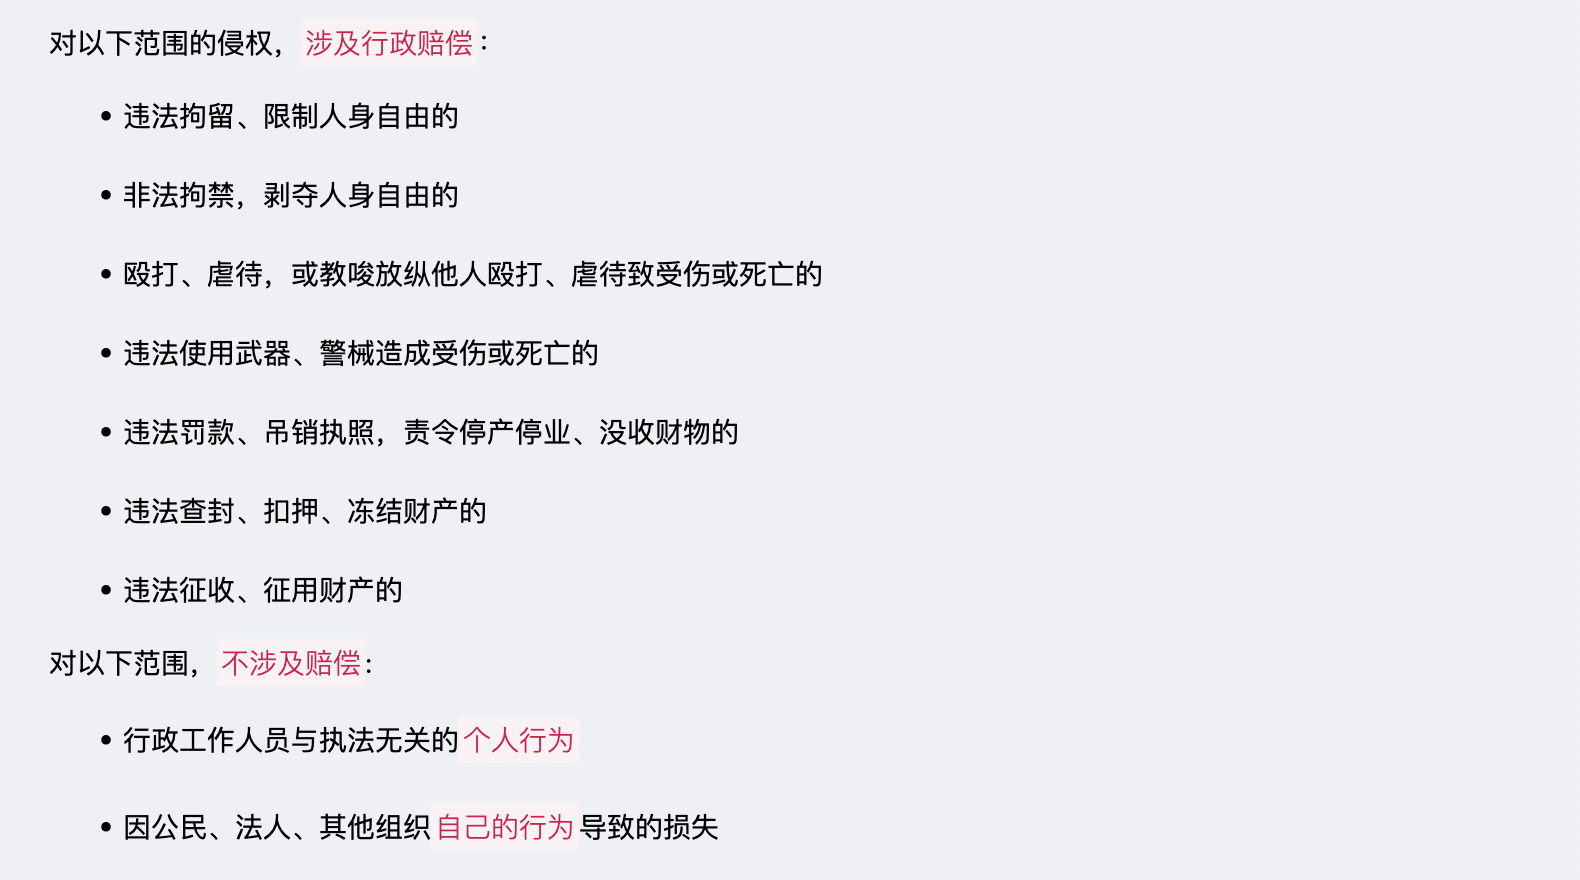 对以下范围的侵权，涉及行政赔偿：
• 违法拘留、限制人身自由的
• 非法拘禁，剥夺人身自由的
• 殴打、虐待，或教唆放纵他人殴打、虐待致受伤或死亡的
• 违法使用武器、警械造成受伤或死亡的
• 违法罚款、吊销执照，责令停产停业、没收财物的
• 违法查封、扣押、冻结财产的
• 违法征收、征用财产的
对以下范围，不涉及赔偿：
• 行政工作人员与执法无关的个人行为
• 因公民、法人、其他组织自己的行为导致的损失